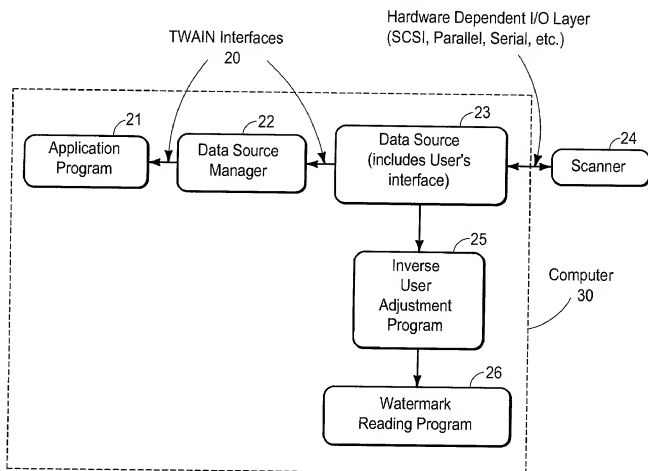 Hardware Dependent I/O Layer
(SCSI, Parallel, Serial, etc.)
TWAIN Interfaces
20
21
Application
Program
22
Data Source
Manager
23
Data Source
(includes User's
interface)
24
Scanner
25
Inverse
User
Adjustment
Program
Computer
30
26
Watermark
Reading Program